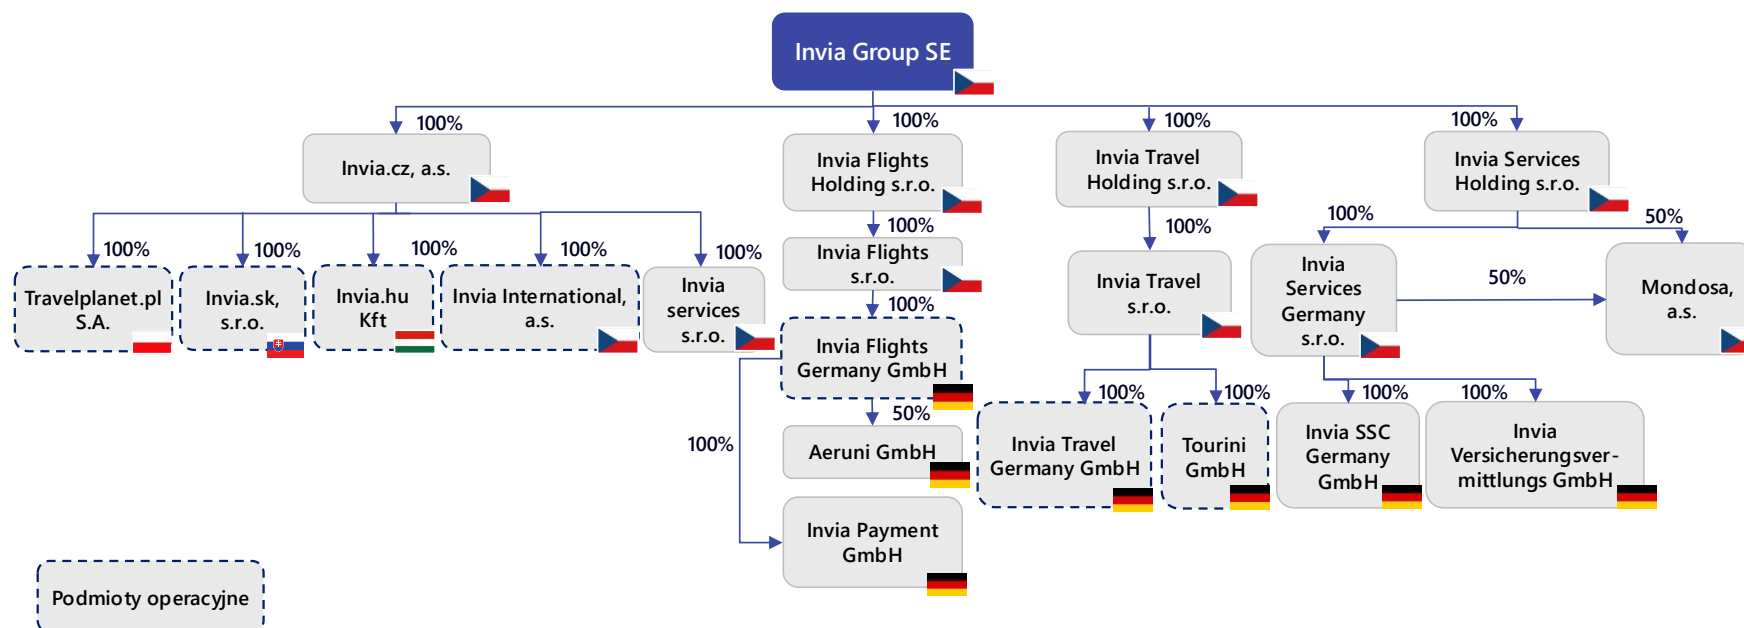 Invia Group SE
100%
100%
100%
100%
Invia.cz, a.s.
Invia Flights
Holding s.r.o.
Invia Travel
Holding s.r.o.
Invia Services
Holding s.r.o.
100%
100%
100%
100%
100%
100%
100%
100%
50%
Travelplanet.pl
S.A.
Invia.sk,
s.r.o.
Invia.hu
Kft
Invia International,
a.s.
Invia
services
s.r.o.
Invia Flights
s.r.o.
Invia Travel
s.r.o.
Invia
Services
Germany
s.r.o.
50%
Mondosa,
a.s.
100%
Invia Flights
Germany GmbH
100%
50%
100%
100%
100%
100%
Aeruni GmbH
Invia Travel
Germany GmbH
Tourini
GmbH
Invia SSC
Germany
GmbH
Invia
Versicherungsver-
mittlungs GmbH
Invia Payment
GmbH
Podmioty operacyjne